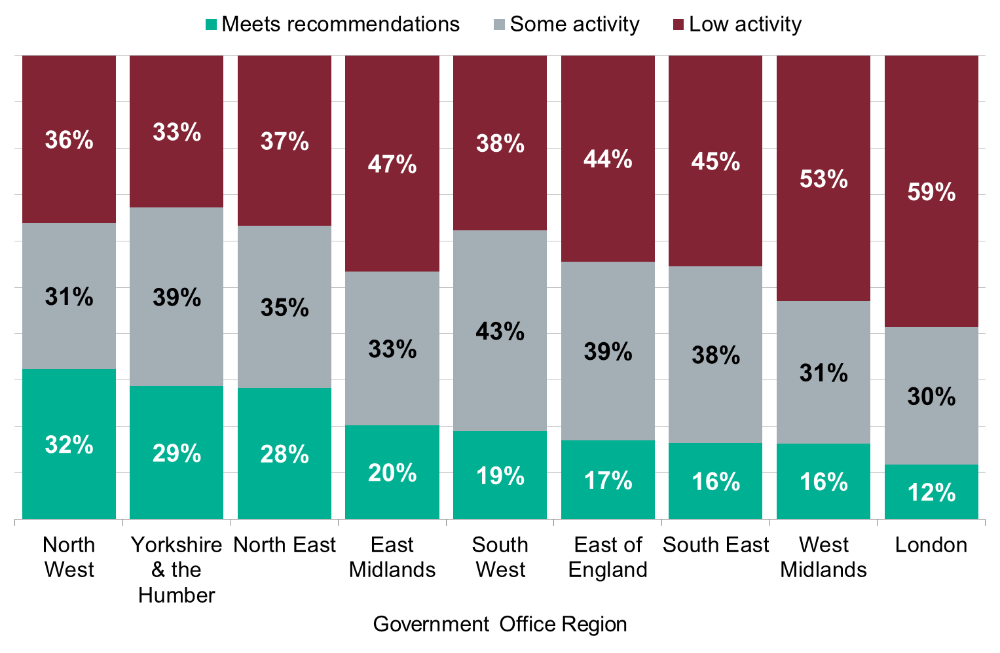 Meets recommendations Some activity Low activity
36% 33% 37% 47% 38% 44% 45% 53% 59%
31% 39% 35% 33% 43% 39% 38% 31% 30%
32% 29% 28% 20% 19% 17% 16% 16% 12%
North Yorkshire North East East South East of South East West London
West & the Midlands West England Midlands
Humber
Government Office Region